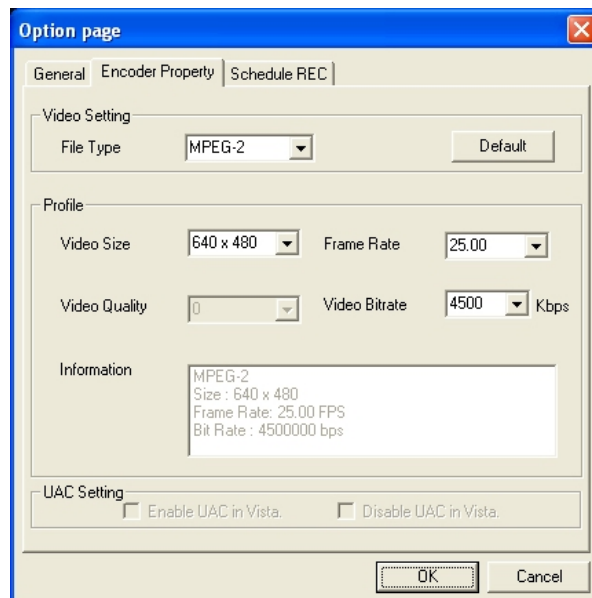 Option page
General Encoder Property Schedule REC
Video Setting
File Type MPEG-2 Default
Profile
Video Size 640 x 480 Frame Rate 25.00
Video Quality 0 Video Bitrate 4500 Kbps
Information
MPEG-2
Size : 640 x 480
Frame Rate: 25.00 FPS
Bit Rate : 4500000 bps
UAC Setting
Enable UAC in Vista. Disable UAC in Vista.
OK Cancel